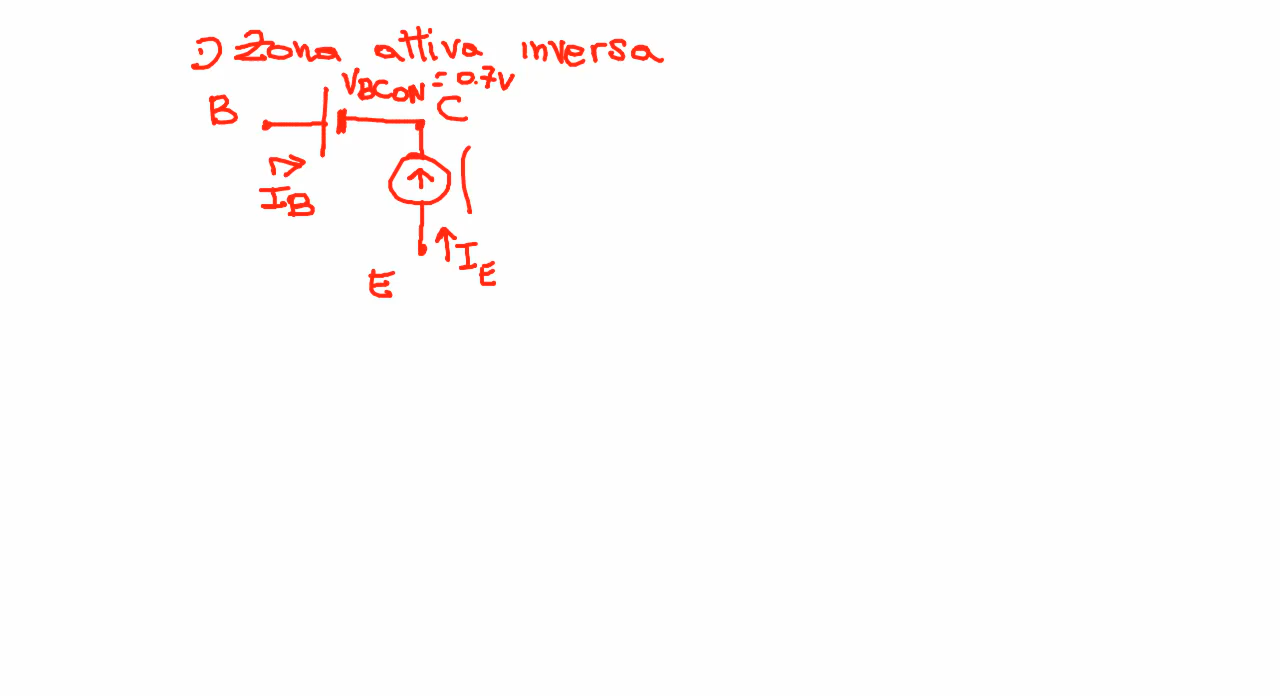 :) Zona attiva inversa
VBCON = 0.7V
B
C
IB
(
IE
E